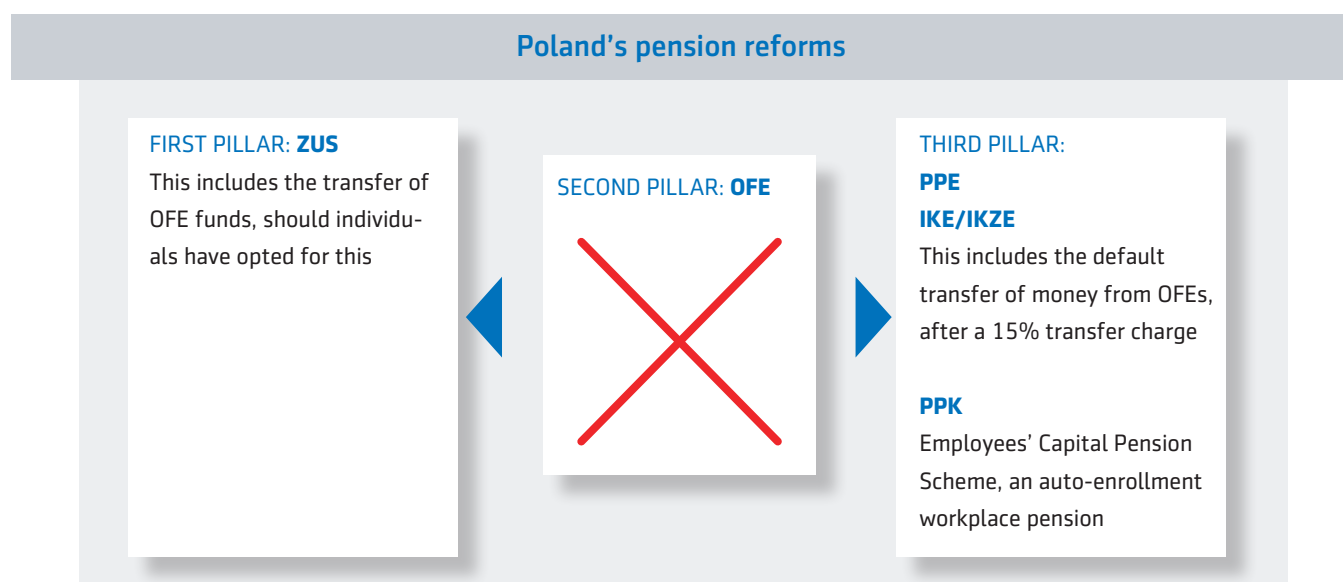 Poland’s pension reforms
FIRST PILLAR: ZUS
This includes the transfer of
OFE funds, should individu-
als have opted for this
SECOND PILLAR: OFE
THIRD PILLAR:
PPE
IKE/IKZE
This includes the default
transfer of money from OFEs,
after a 15% transfer charge
PPK
Employees’ Capital Pension
Scheme, an auto-enrollment
workplace pension